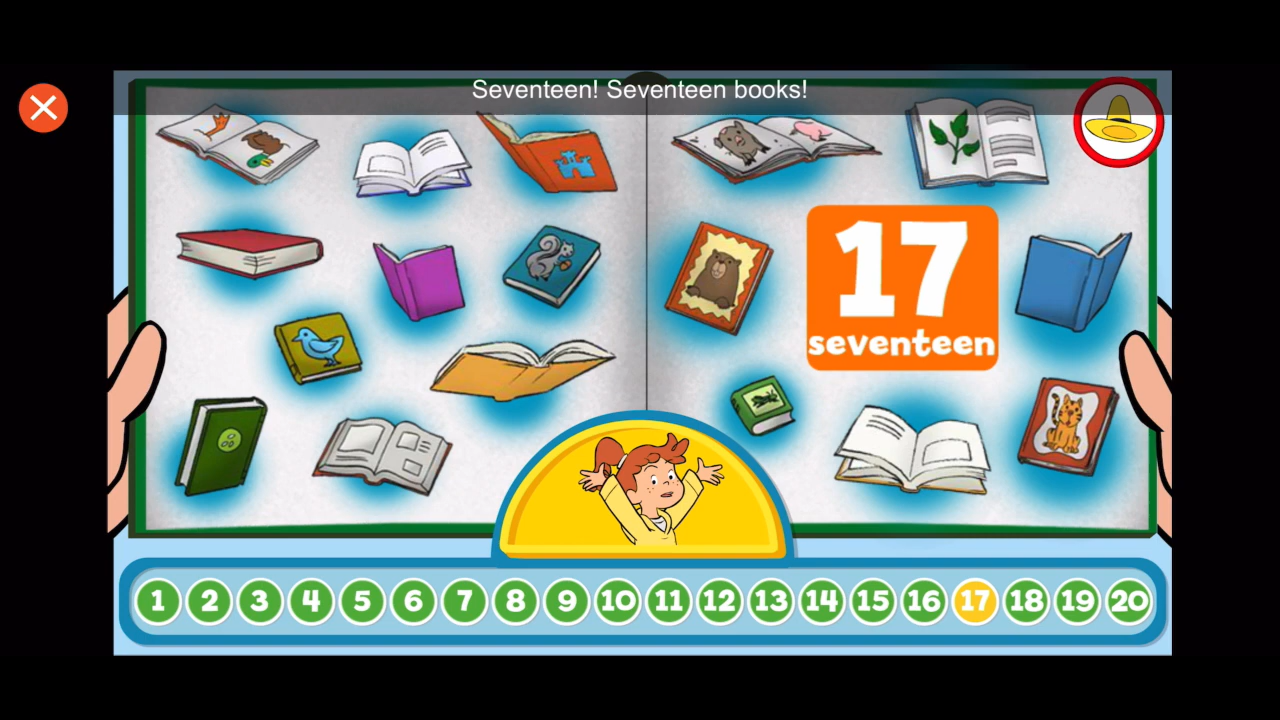 Seventeen! Seventeen books!
17
seventeen
1 2 3 4 5 6 7 8 9 10 11 12 13 14 15 16 17 18 19 20